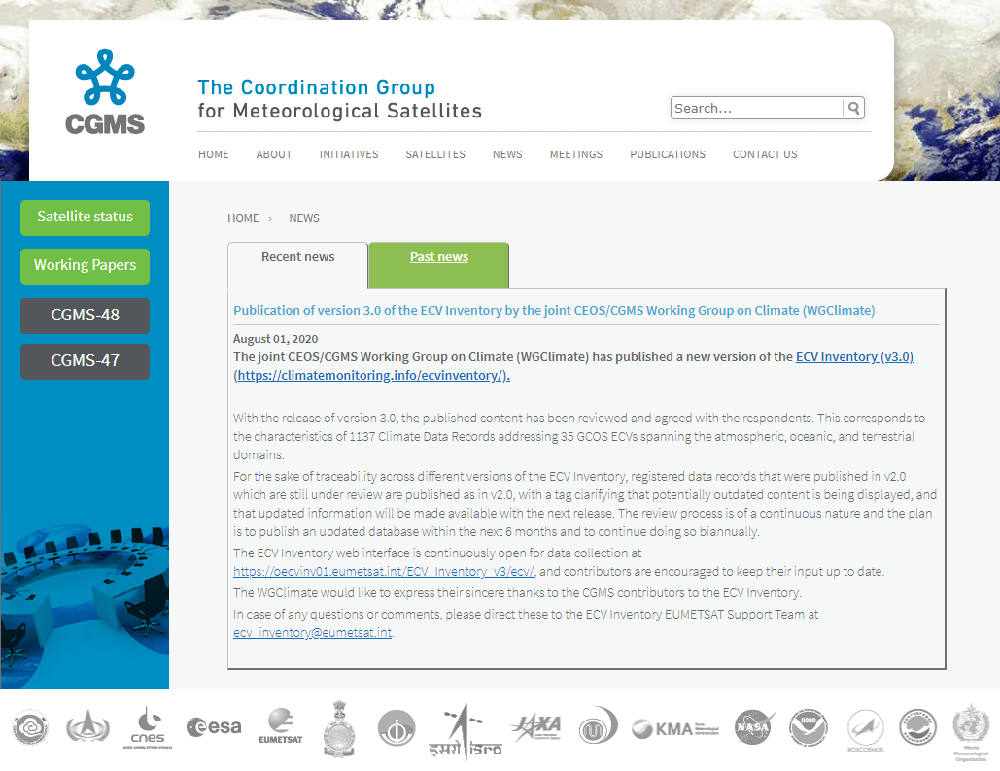 CGMS
The Coordination Group
for Meteorological Satellites
Search...
HOME ABOUT INITIATIVES SATELLITES NEWS MEETINGS PUBLICATIONS CONTACT US
Satellite status
Working Papers
CGMS-48
CGMS-47
HOME › NEWS
Recent news Past news
Publication of version 3.0 of the ECV Inventory by the joint CEOS/CGMS Working Group on Climate (WGClimate)
August 01, 2020
The joint CEOS/CGMS Working Group on Climate (WGClimate) has published a new version of the ECV Inventory (v3.0)
(https://climatemonitoring.info/ecvinventory/).
With the release of version 3.0, the published content has been reviewed and agreed with the respondents. This corresponds to
the characteristics of 1137 Climate Data Records addressing 35 GCOS ECVs spanning the atmospheric, oceanic, and terrestrial
domains.
For the sake of traceability across different versions of the ECV Inventory, registered data records that were published in v2.0
which are still under review are published as in v2.0, with a tag clarifying that potentially outdated content is being displayed, and
that updated information will be made available with the next release. The review process is of a continuous nature and the plan
is to publish an updated database within the next 6 months and to continue doing so biannually.
The ECV Inventory web interface is continuously open for data collection at
https://oecvinv01.eumetsat.int/ECV_Inventory_v3/ecv/, and contributors are encouraged to keep their input up to date.
The WGClimate would like to express their sincere thanks to the CGMS contributors to the ECV Inventory.
In case of any questions or comments, please direct these to the ECV Inventory EUMETSAT Support Team at
ecv_inventory@eumetsat.int.
cnes esa EUMETSAT इसरो isro JAXA KMA NASA NOAA ROSCOSMOS World
Meteorological
Organization